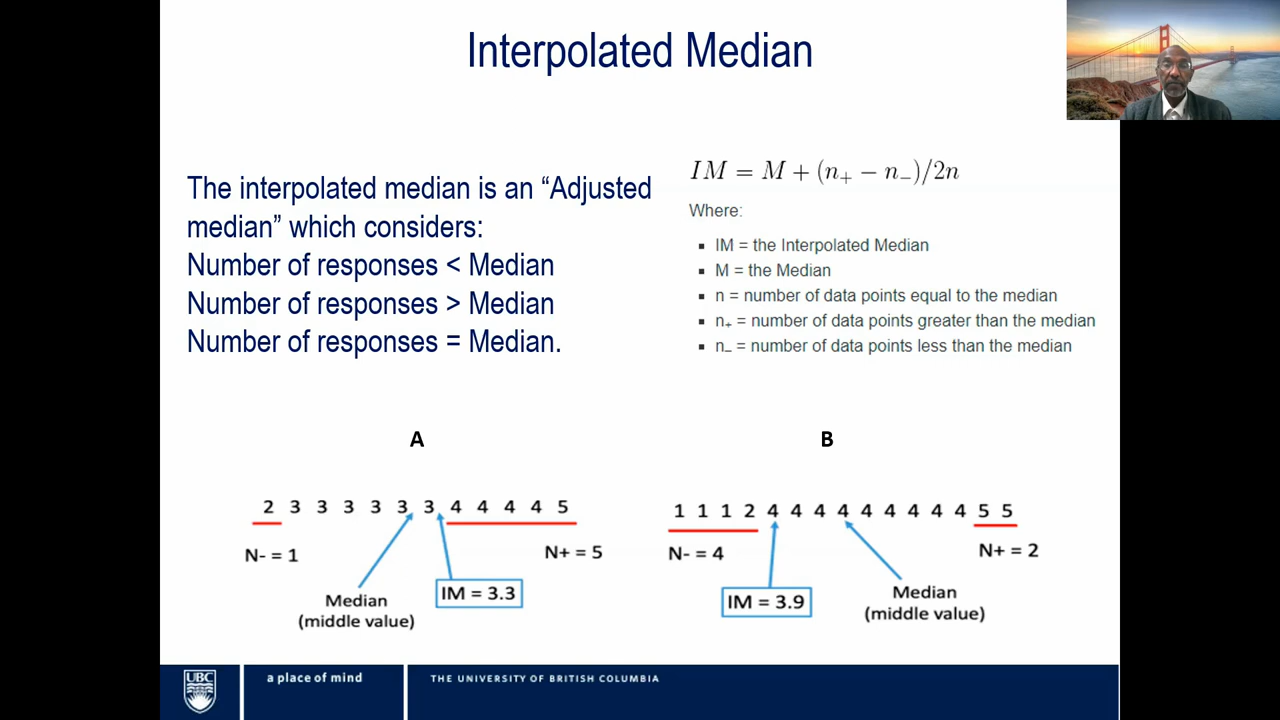 Interpolated Median
The interpolated median is an “Adjusted
median” which considers:
Number of responses < Median
Number of responses > Median
Number of responses = Median.
IM = M + (n₊ − n₋)/2n
Where:
▪ IM = the Interpolated Median
▪ M = the Median
▪ n = number of data points equal to the median
▪ n₊ = number of data points greater than the median
▪ n₋ = number of data points less than the median
A
2 3 3 3 3 3 3 4 4 4 4 5
N- = 1
N+ = 5
IM = 3.3
Median
(middle value)
B
1 1 1 2 4 4 4 4 4 4 4 4 4 5 5
N- = 4
N+ = 2
IM = 3.9
Median
(middle value)
UBC
a place of mind
THE UNIVERSITY OF BRITISH COLUMBIA